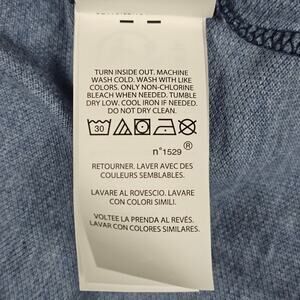 TURN INSIDE OUT. MACHINE
WASH COLD. WASH WITH LIKE
COLORS. ONLY NON-CHLORINE
BLEACH WHEN NEEDED. TUMBLE
DRY LOW. COOL IRON IF NEEDED.
DO NOT DRY CLEAN.
30
n°1529 ®
RETOURNER. LAVER AVEC DES
COULEURS SEMBLABLES.
LAVARE AL ROVESCIO. LAVARE
CON COLORI SIMILI.
VOLTEE LA PRENDA AL REVÉS.
LAVAR CON COLORES SIMILARES.